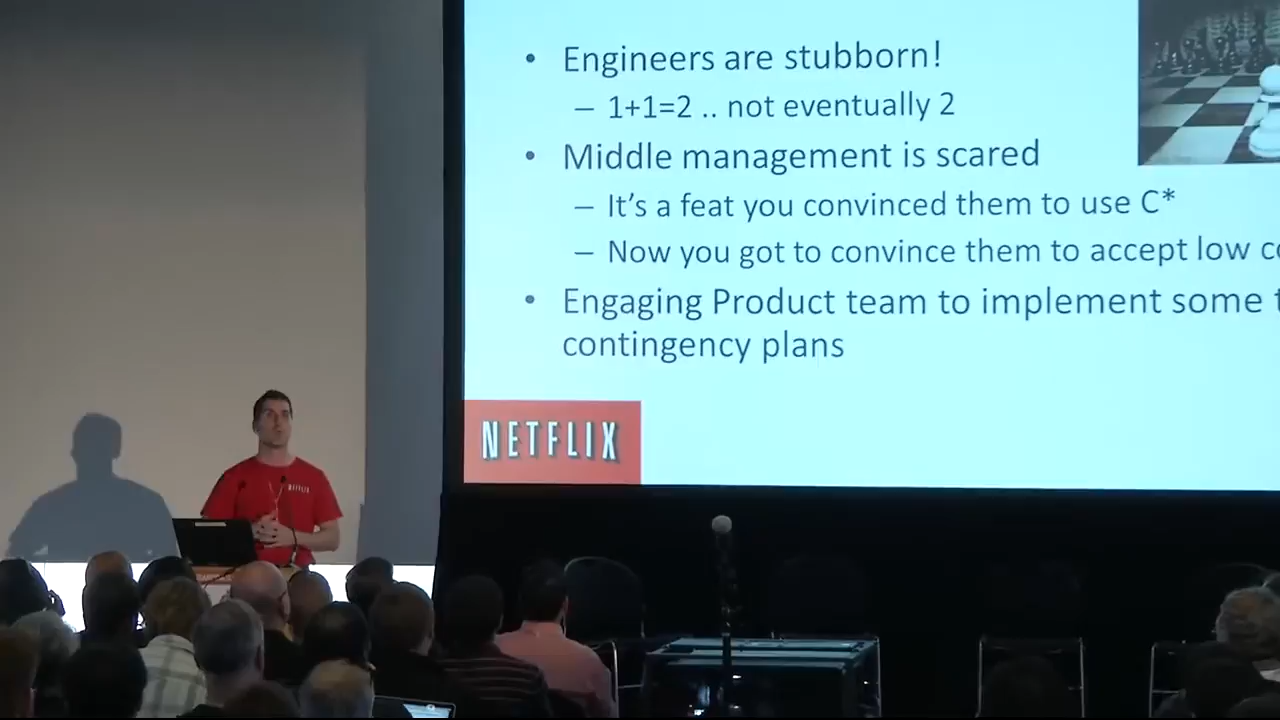 • Engineers are stubborn!
– 1+1=2 .. not eventually 2
• Middle management is scared
– It's a feat you convinced them to use C*
– Now you got to convince them to accept low
• Engaging Product team to implement some
contingency plans
NETFLIX
NETFLIX